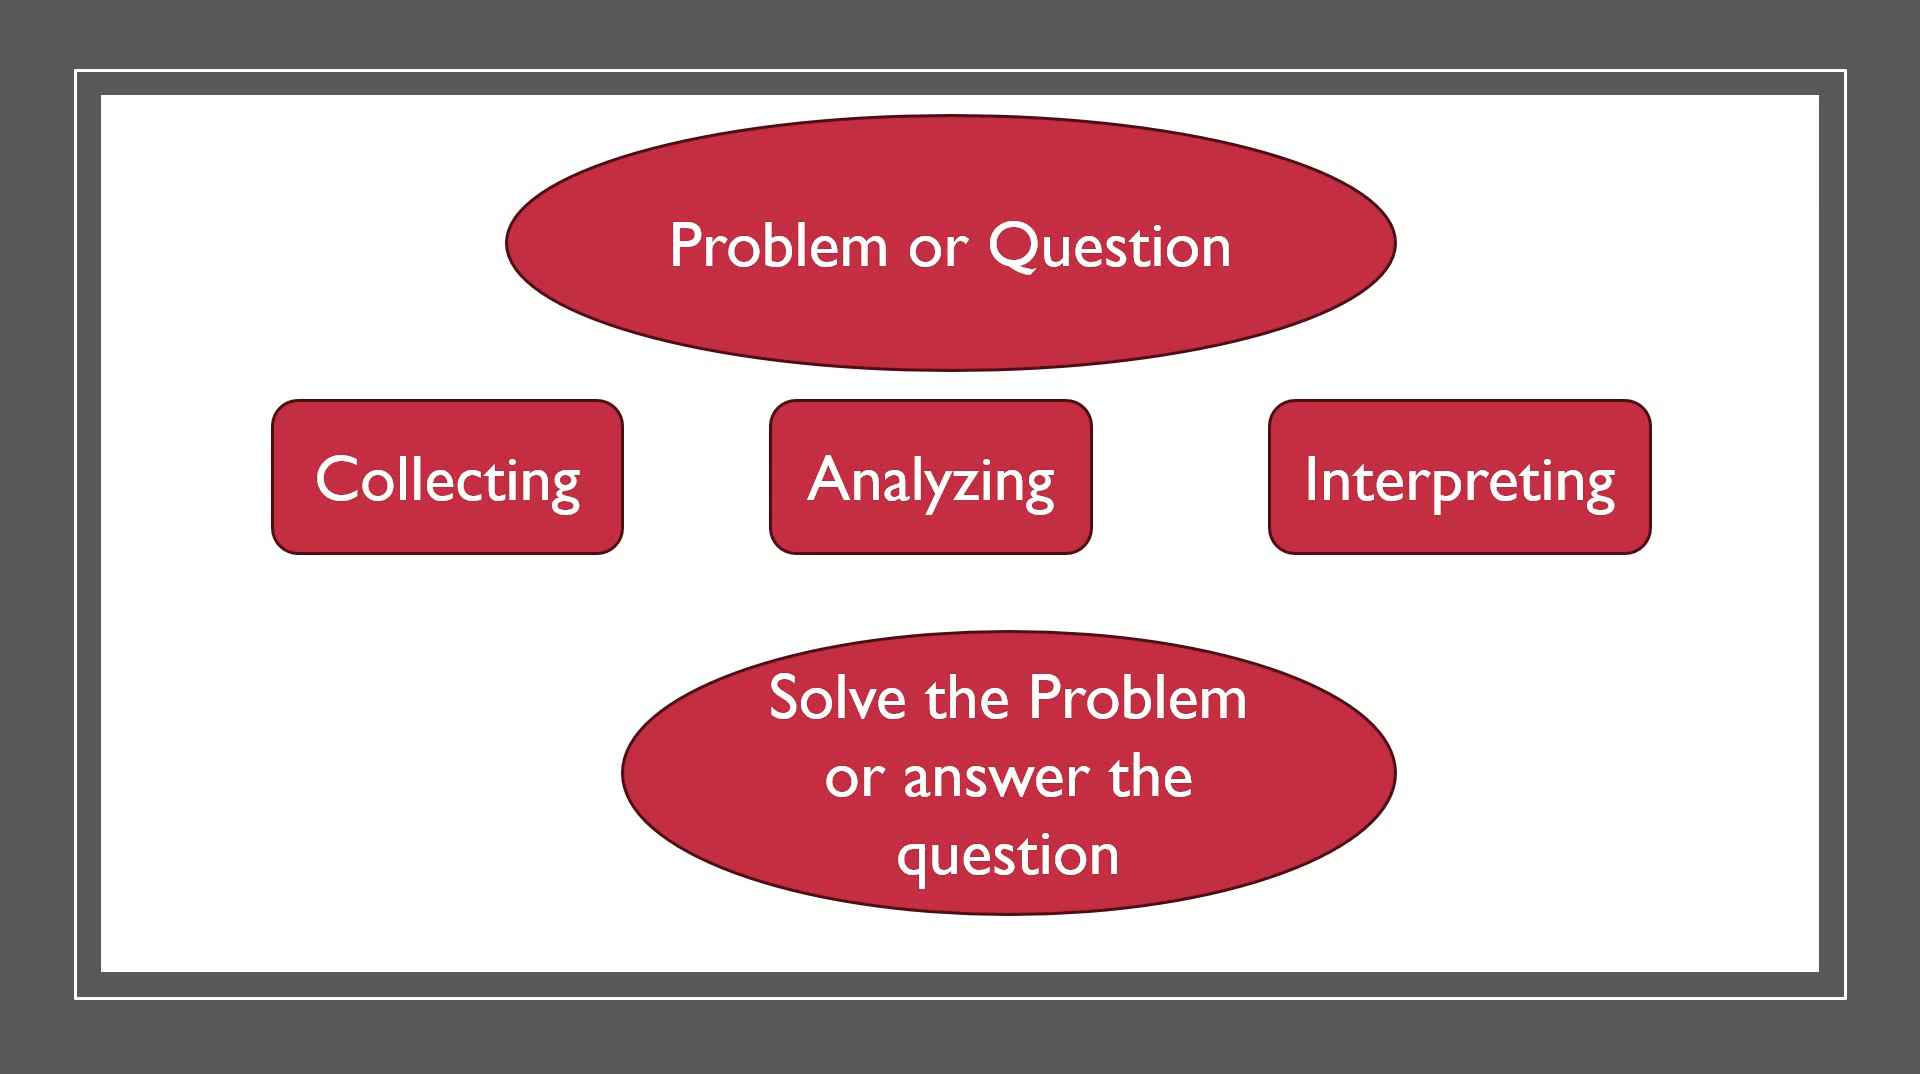 Problem or Question
Collecting
Analyzing
Interpreting
Solve the Problem
or answer the
question